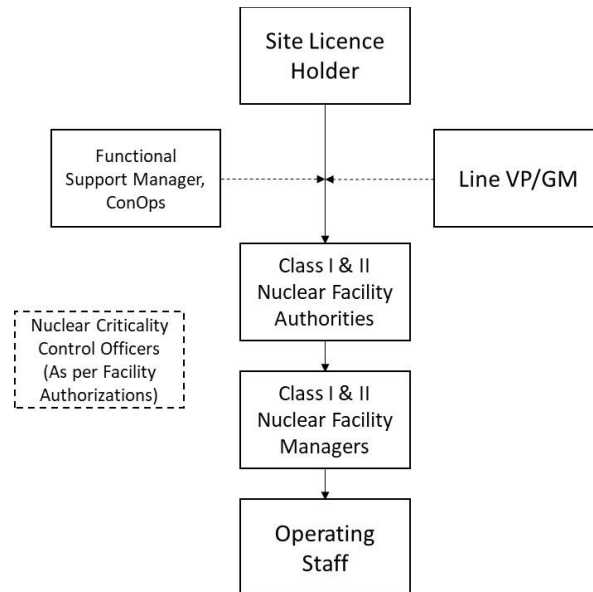 Site Licence
Holder
Functional
Support Manager,
ConOps
Line VP/GM
Class I & II
Nuclear Facility
Authorities
Nuclear Criticality
Control Officers
(As per Facility
Authorizations)
Class I & II
Nuclear Facility
Managers
Operating
Staff